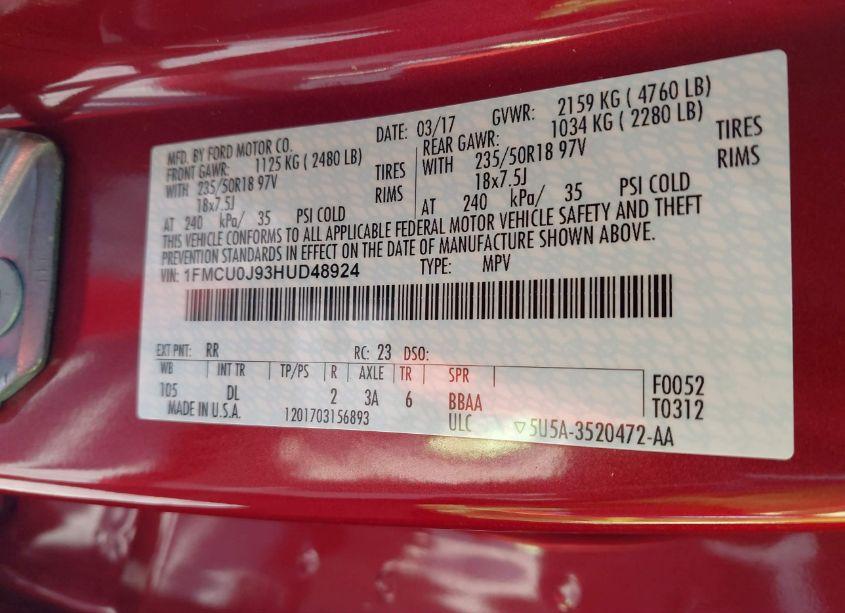 MFD. BY FORD MOTOR CO. DATE: 03/17 GVWR: 2159 KG ( 4760 LB)
FRONT GAWR: 1125 KG ( 2480 LB) REAR GAWR: 1034 KG ( 2280 LB)
WITH 235/50R18 97V TIRES WITH 235/50R18 97V TIRES
18x7.5J RIMS 18x7.5J RIMS
AT 240 kPa/ 35 PSI COLD AT 240 kPa/ 35 PSI COLD
THIS VEHICLE CONFORMS TO ALL APPLICABLE FEDERAL MOTOR VEHICLE SAFETY AND THEFT
PREVENTION STANDARDS IN EFFECT ON THE DATE OF MANUFACTURE SHOWN ABOVE.
VIN: 1FMCU0J93HUD48924 TYPE: MPV
EXT PNT: RR RC: 23 DSO:
WB INT TR TP/PS R AXLE TR SPR F0052
105 DL 2 3A 6 BBAA T0312
MADE IN U.S.A. 1201703156893 ULC ▽5U5A-3520472-AA